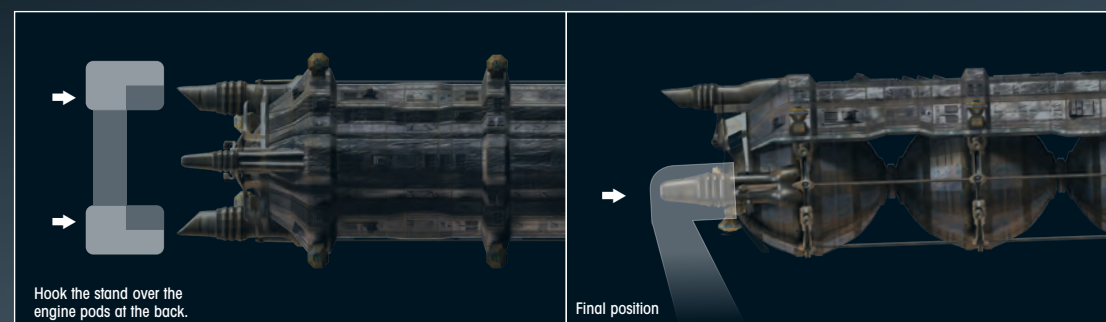 Hook the stand over the
engine pods at the back.
Final position